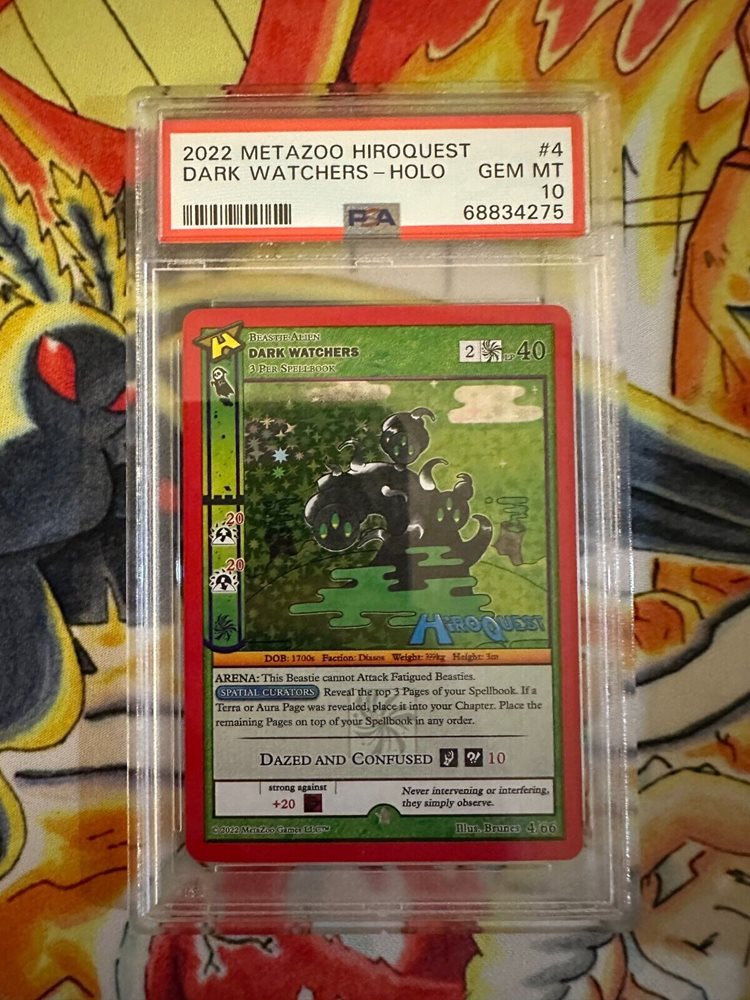 2022 METAZOO HIROQUEST #4
DARK WATCHERS - HOLO GEM MT
10
PSA 68834275
BEASTIE: ALIEN
DARK WATCHERS
3 PER SPELLBOOK
2 LP 40
20
20
HIROQUEST
DOB: 1700s Faction: Dixsos Weight: ???kg Height: 3m
ARENA: This Beastie cannot Attack Fatigued Beasties.
SPATIAL CURATORS Reveal the top 3 Pages of your Spellbook. If a
Terra or Aura Page was revealed, place it into your Chapter. Place the
remaining Pages on top of your Spellbook in any order.
DAZED AND CONFUSED 10
strong against
+20
Never intervening or interfering,
they simply observe.
© 2022 MetaZoo Games LLC™
Illus. Brunes 4/66